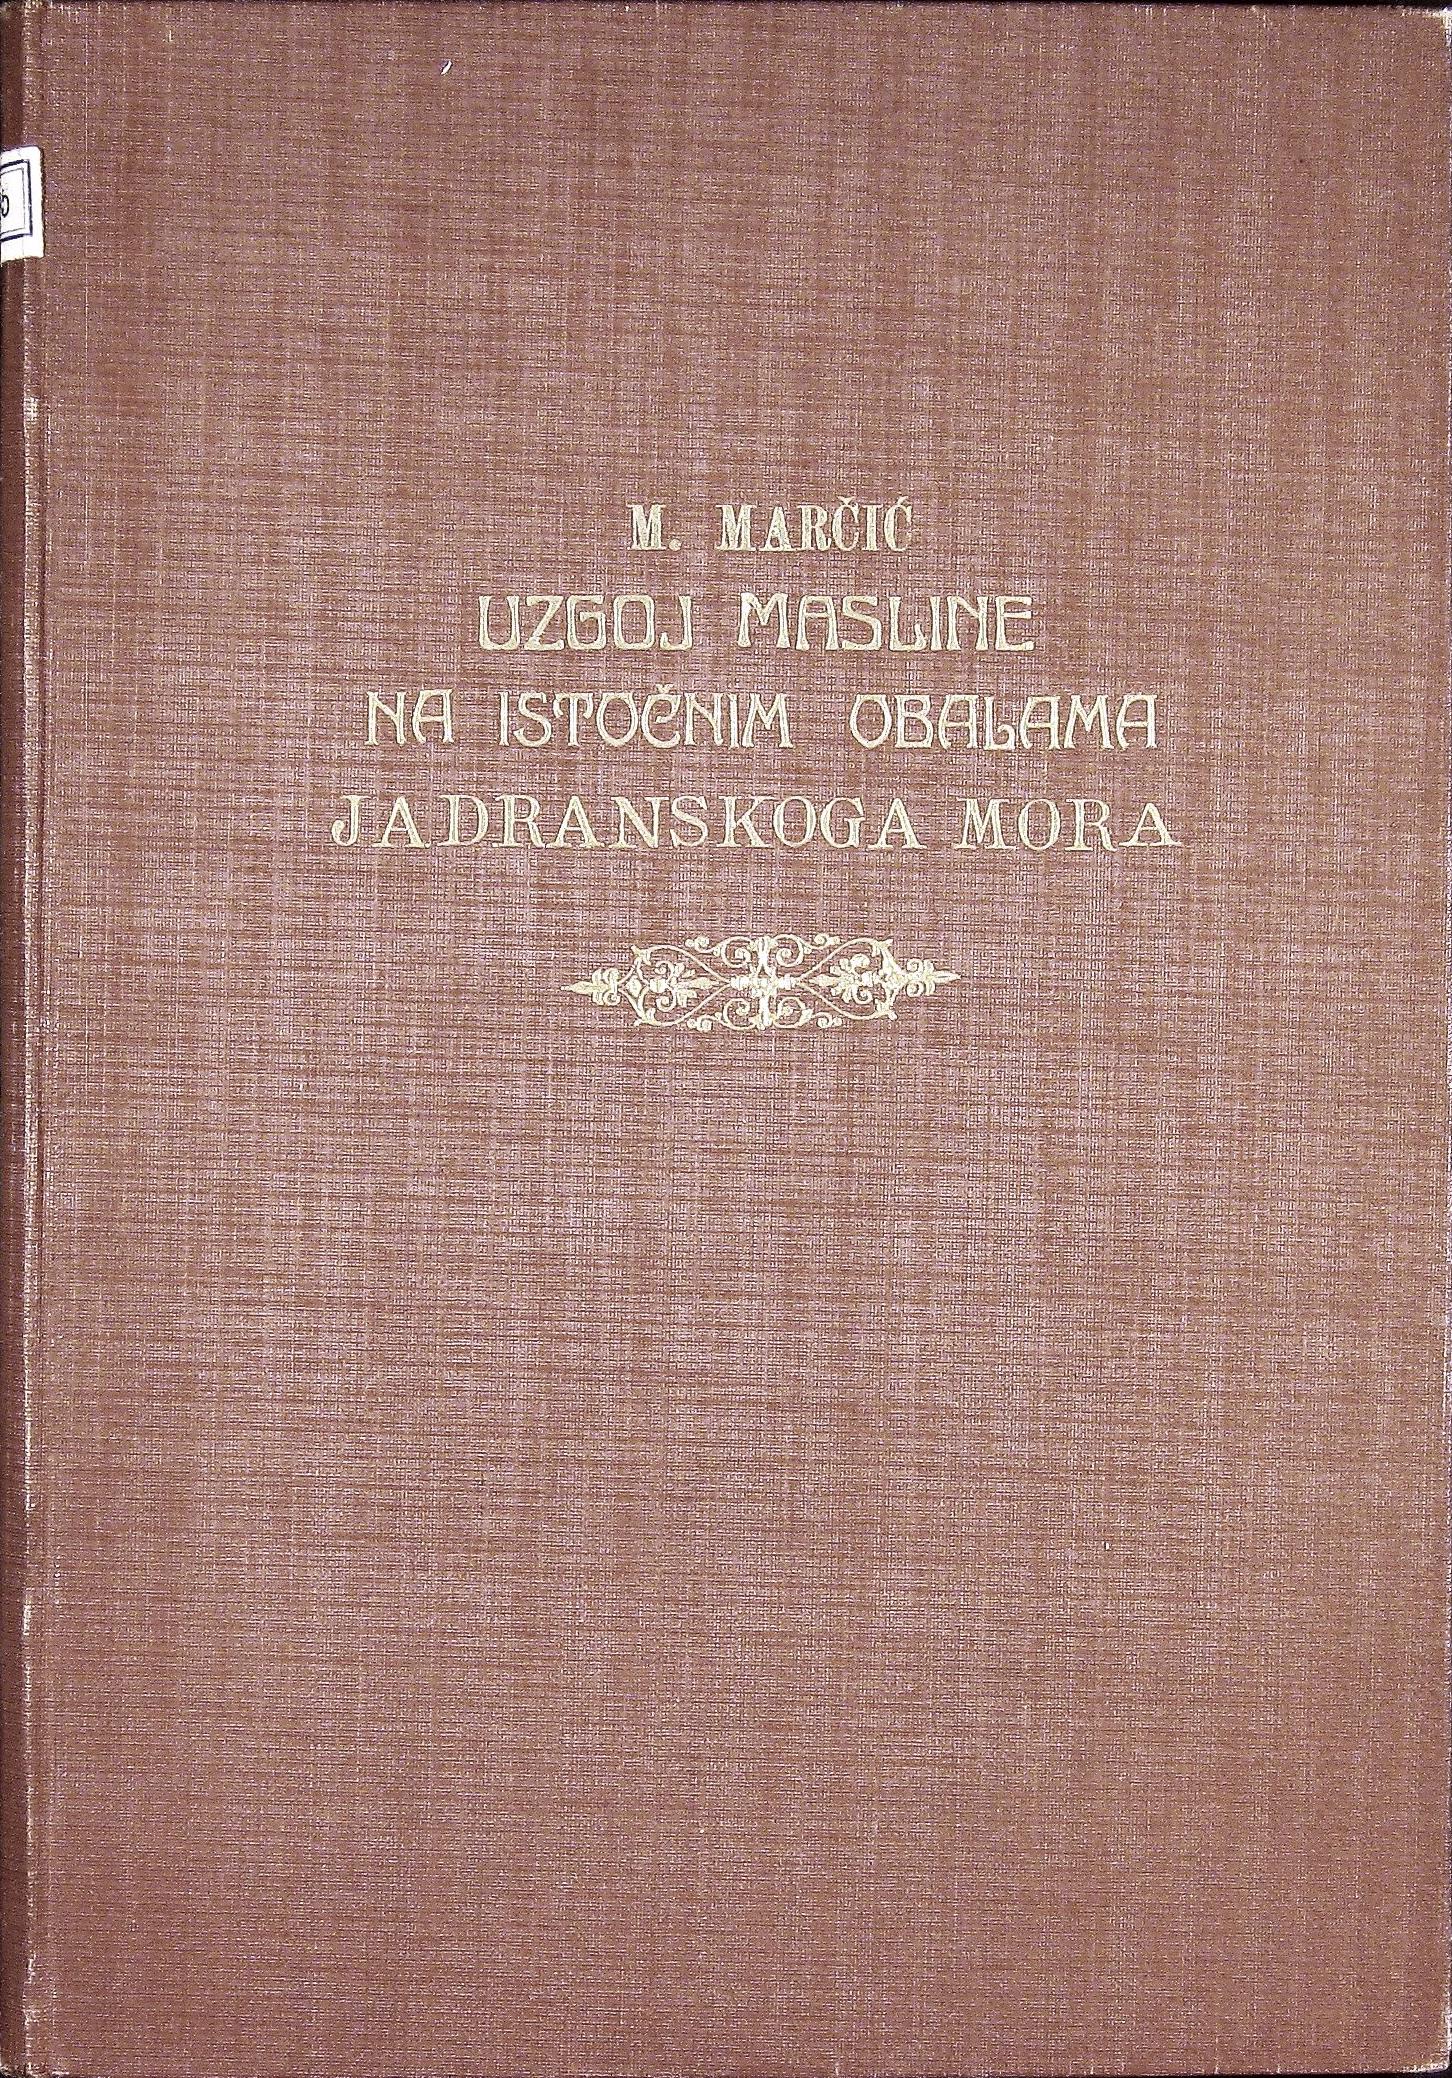 M. MARČIĆ
UZGOJ MASLINE
NA ISTOČNIM OBALAMA
JADRANSKOGA MORA